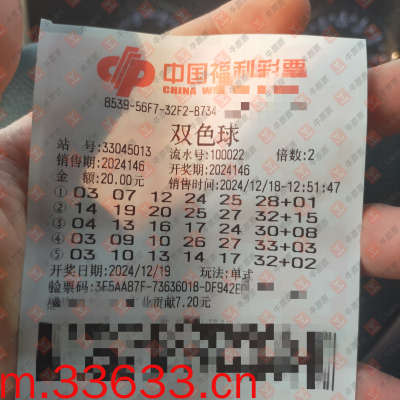 中国福利彩票
CHINA W
8539-56F7-32F2-8734
双色球
站 号:33045013 流水号:100022 倍数:2
销售期:2024146 开奖期:2024146
金 额:20.00元 销售时间:2024/12/18-12:51:47
① 03 07 12 24 25 28+01
② 14 19 20 25 27 32+15
③ 04 13 16 17 24 30+08
④ 03 09 10 26 27 33+03
⑤ 03 10 13 14 17 32+02
开奖日期:2024/12/19 玩法:单式
验票码:3F5AA87F-73636018-DF942E
业贡献7.20元
m.33633.cn